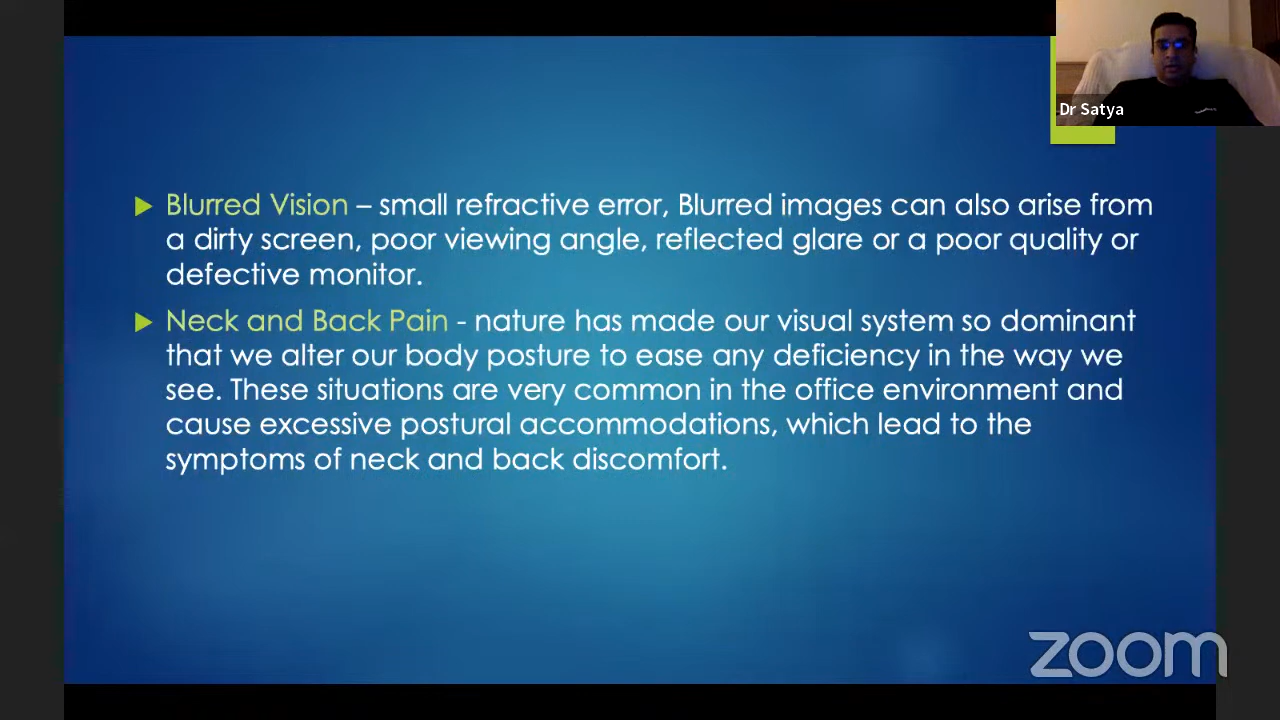 Dr Satya
Blurred Vision – small refractive error, Blurred images can also arise from
a dirty screen, poor viewing angle, reflected glare or a poor quality or
defective monitor.
Neck and Back Pain - nature has made our visual system so dominant
that we alter our body posture to ease any deficiency in the way we
see. These situations are very common in the office environment and
cause excessive postural accommodations, which lead to the
symptoms of neck and back discomfort.
zoom